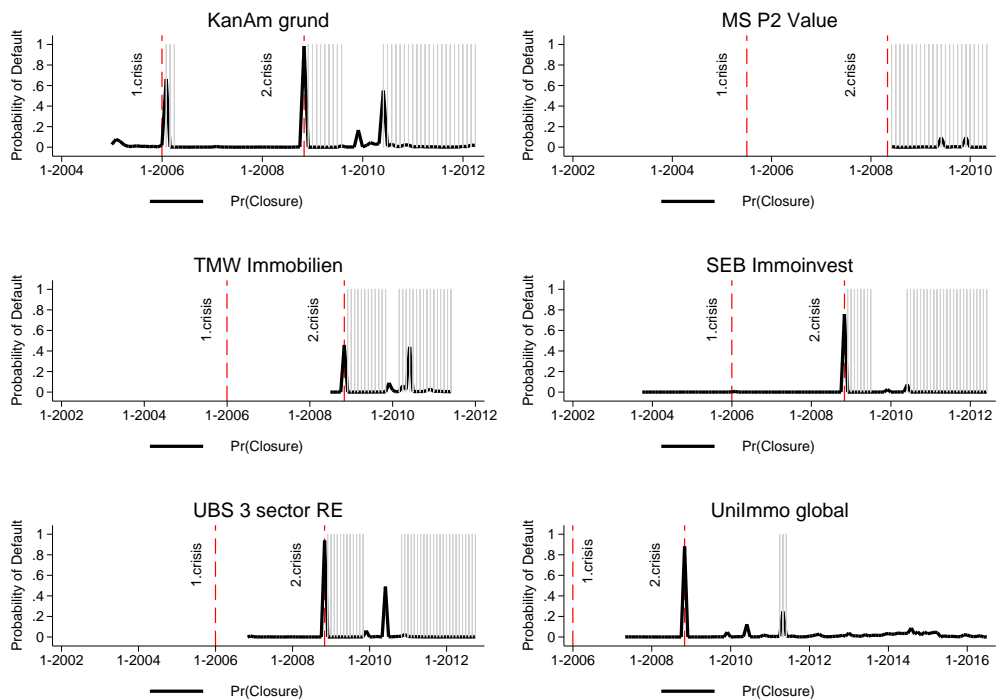 KanAm grund
Probability of Default
1
.8
.6
.4
.2
0
1.crisis
2.crisis
1-2004 1-2006 1-2008 1-2010 1-2012
Pr(Closure)
MS P2 Value
Probability of Default
1
.8
.6
.4
.2
0
1.crisis
2.crisis
1-2002 1-2004 1-2006 1-2008 1-2010
Pr(Closure)
TMW Immobilien
Probability of Default
1
.8
.6
.4
.2
0
1.crisis
2.crisis
1-2002 1-2004 1-2006 1-2008 1-2010 1-2012
Pr(Closure)
SEB Immoinvest
Probability of Default
1
.8
.6
.4
.2
0
1.crisis
2.crisis
1-2002 1-2004 1-2006 1-2008 1-2010 1-2012
Pr(Closure)
UBS 3 sector RE
Probability of Default
1
.8
.6
.4
.2
0
1.crisis
2.crisis
1-2002 1-2004 1-2006 1-2008 1-2010 1-2012
Pr(Closure)
UniImmo global
Probability of Default
1
.8
.6
.4
.2
0
1.crisis
2.crisis
1-2006 1-2008 1-2010 1-2012 1-2014 1-2016
Pr(Closure)